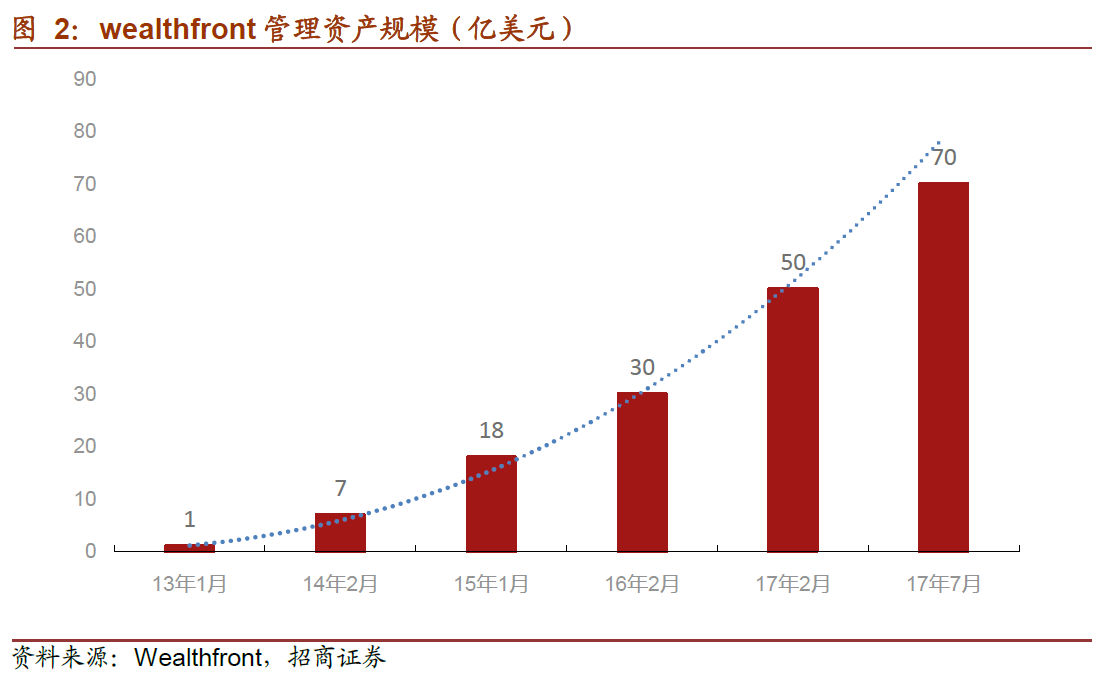 图 2：wealthfront 管理资产规模（亿美元）
90
80
70
60
50
40
30
20
10
0
1
7
18
30
50
70
13年1月
14年2月
15年1月
16年2月
17年2月
17年7月
资料来源：Wealthfront，招商证券